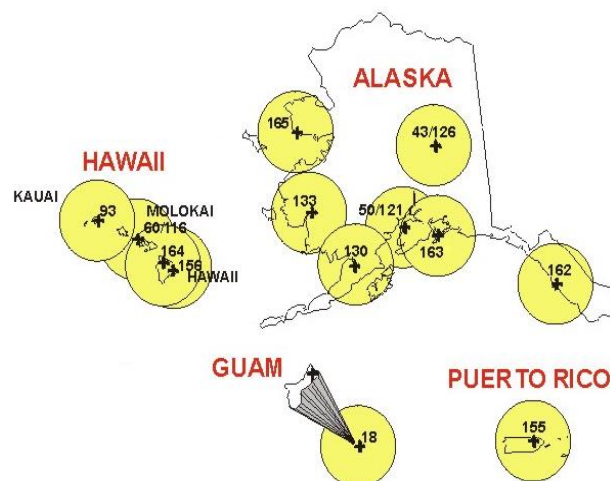 ALASKA
165
43/126
HAWAII
KAUAI
93
MOLOKAI
60/116
133
50/121
164
156
HAWAII
130
163
162
GUAM
PUERTO RICO
18
155